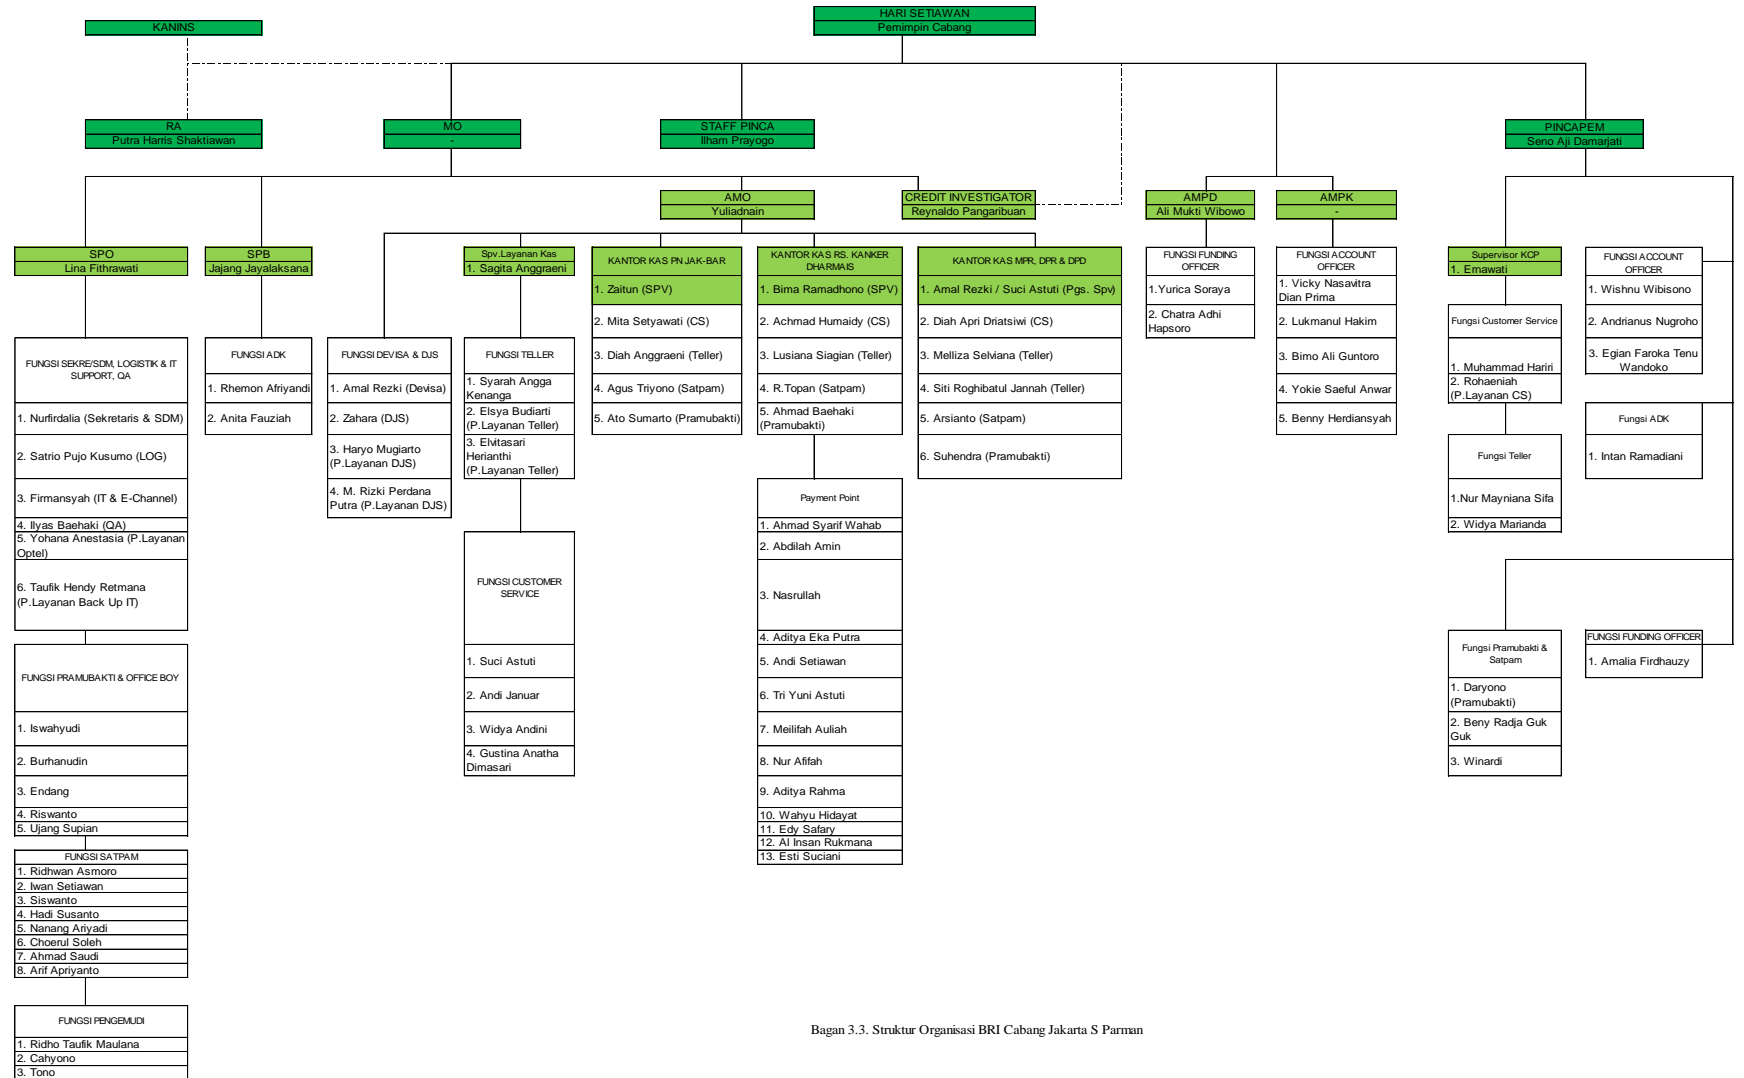 HARI SETIAWAN
Pemimpin Cabang
KANINS
RA
Putra Harris Shaktiawan
MO
-
STAFF PINCA
Ilham Prayogo
PINCAPEM
Seno Aji Damarjati
AMO
Yuliadnain
CREDIT INVESTIGATOR
Reynaldo Pangaribuan
AMPD
Ali Mukti Wibowo
AMPK
-
SPO
Lina Fithrawati
FUNGSI SEKRE/SDM, LOGISTIK & IT
SUPPORT, QA
1. Nurfirdalia (Sekretaris & SDM)
2. Satrio Pujo Kusumo (LOG)
3. Firmansyah (IT & E-Channel)
4. Ilyas Baehaki (QA)
5. Yohana Anestasia (P.Layanan
Optel)
6. Taufik Hendy Retmana
(P.Layanan Back Up IT)
FUNGSI PRAMUBAKTI & OFFICE BOY
1. Iswahyudi
2. Burhanudin
3. Endang
4. Riswanto
5. Ujang Supian
FUNGSI SATPAM
1. Ridhwan Asmoro
2. Iwan Setiawan
3. Siswanto
4. Hadi Susanto
5. Nanang Ariyadi
6. Choerul Soleh
7. Ahmad Saudi
8. Arif Apriyanto
FUNGSI PENGEMUDI
1. Ridho Taufik Maulana
2. Cahyono
3. Tono
SPB
Jajang Jayalaksana
FUNGSI ADK
1. Rhemon Afriyandi
2. Anita Fauziah
FUNGSI DEVISA & DJS
1. Amal Rezki (Devisa)
2. Zahara (DJS)
3. Haryo Mugiarto
(P.Layanan DJS)
4. M. Rizki Perdana
Putra (P.Layanan DJS)
Spv.Layanan Kas
1. Sagita Anggraeni
FUNGSI TELLER
1. Syarah Angga
Kenanga
2. Elsya Budiarti
(P.Layanan Teller)
3. Elvitasari
Herianthi
(P.Layanan Teller)
FUNGSI CUSTOMER
SERVICE
1. Suci Astuti
2. Andi Januar
3. Widya Andini
4. Gustina Anatha
Dimasari
KANTOR KAS PN JAK-BAR
1. Zaitun (SPV)
2. Mita Setyawati (CS)
3. Diah Anggraeni (Teller)
4. Agus Triyono (Satpam)
5. Ato Sumarto (Pramubakti)
KANTOR KAS RS. KANKER
DHARMAIS
1. Bima Ramadhono (SPV)
2. Achmad Humaidy (CS)
3. Lusiana Siagian (Teller)
4. R.Topan (Satpam)
5. Ahmad Baehaki
(Pramubakti)
Payment Point
1. Ahmad Syarif Wahab
2. Abdilah Amin
3. Nasrullah
4. Aditya Eka Putra
5. Andi Setiawan
6. Tri Yuni Astuti
7. Meilifah Auliah
8. Nur Afifah
9. Aditya Rahma
10. Wahyu Hidayat
11. Edy Safary
12. Al Insan Rukmana
13. Esti Suciani
KANTOR KAS MPR, DPR & DPD
1. Amal Rezki / Suci Astuti (Pgs. Spv)
2. Diah Apri Driatsiwi (CS)
3. Melliza Selviana (Teller)
4. Siti Roghibatul Jannah (Teller)
5. Arsianto (Satpam)
6. Suhendra (Pramubakti)
FUNGSI FUNDING
OFFICER
1.Yurica Soraya
2. Chatra Adhi
Hapsoro
FUNGSI ACCOUNT
OFFICER
1. Vicky Nasavitra
Dian Prima
2. Lukmanul Hakim
3. Bimo Ali Guntoro
4. Yokie Saeful Anwar
5. Benny Herdiansyah
Supervisor KCP
1. Ernawati
Fungsi Customer Service
1. Muhammad Hariri
2. Rohaeniah
(P.Layanan CS)
Fungsi Teller
1.Nur Mayniana Sifa
2. Widya Marianda
Fungsi Pramubakti &
Satpam
1. Daryono
(Pramubakti)
2. Beny Radja Guk
Guk
3. Winardi
FUNGSI ACCOUNT
OFFICER
1. Wishnu Wibisono
2. Andrianus Nugroho
3. Egian Faroka Tenu
Wandoko
Fungsi ADK
1. Intan Ramadiani
FUNGSI FUNDING OFFICER
1. Amalia Firdhauzy
Bagan 3.3. Struktur Organisasi BRI Cabang Jakarta S Parman